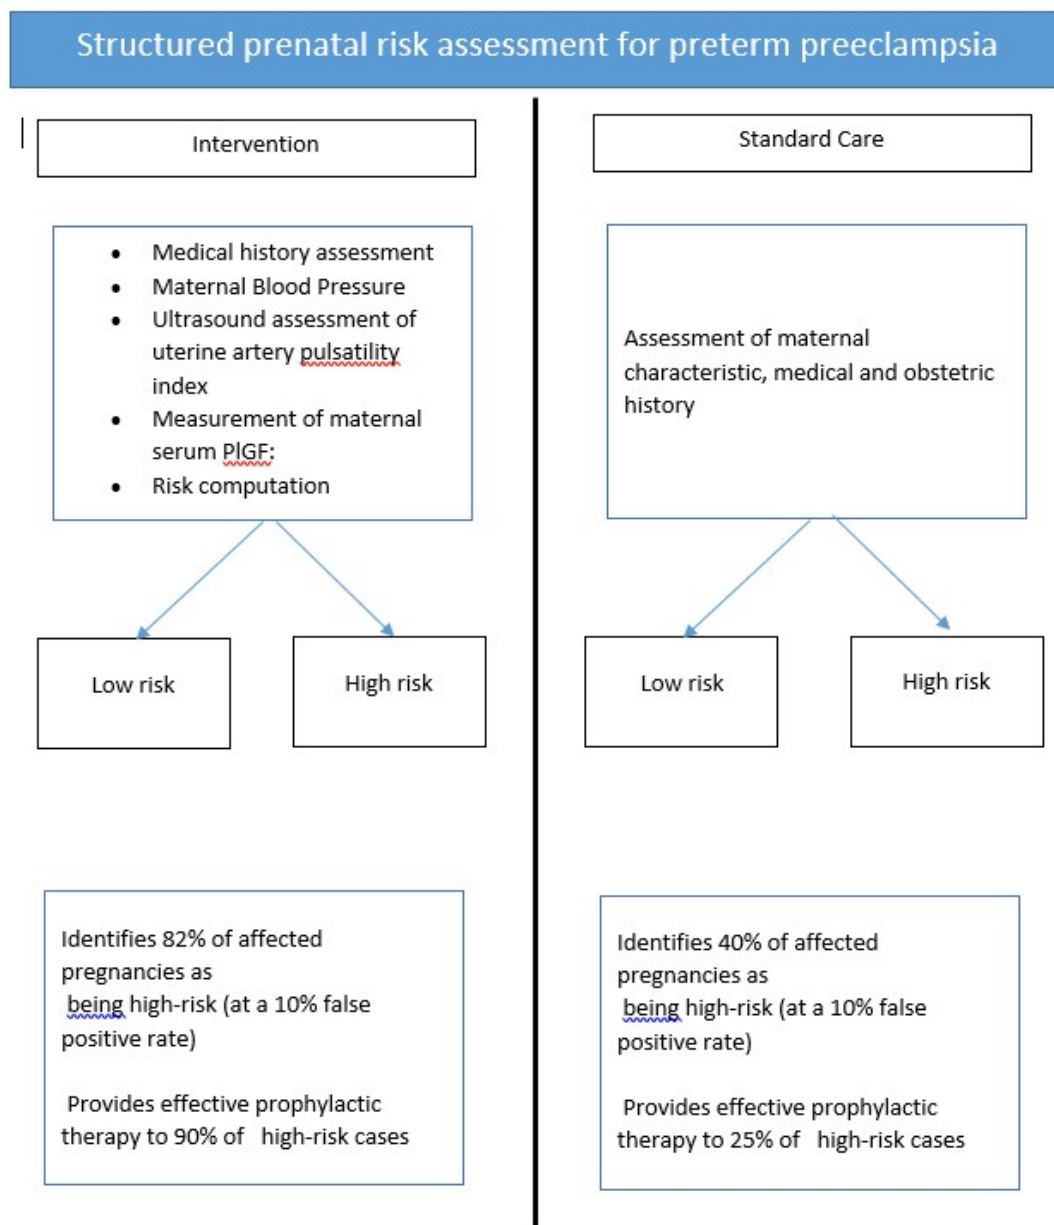 Structured prenatal risk assessment for preterm preeclampsia
Intervention
• Medical history assessment
• Maternal Blood Pressure
• Ultrasound assessment of
uterine artery pulsatility
index
• Measurement of maternal
serum PlGF:
• Risk computation
Low risk
High risk
Identifies 82% of affected
pregnancies as
being high-risk (at a 10% false
positive rate)
Provides effective prophylactic
therapy to 90% of high-risk cases
Standard Care
Assessment of maternal
characteristic, medical and obstetric
history
Low risk
High risk
Identifies 40% of affected
pregnancies as
being high-risk (at a 10% false
positive rate)
Provides effective prophylactic
therapy to 25% of high-risk cases